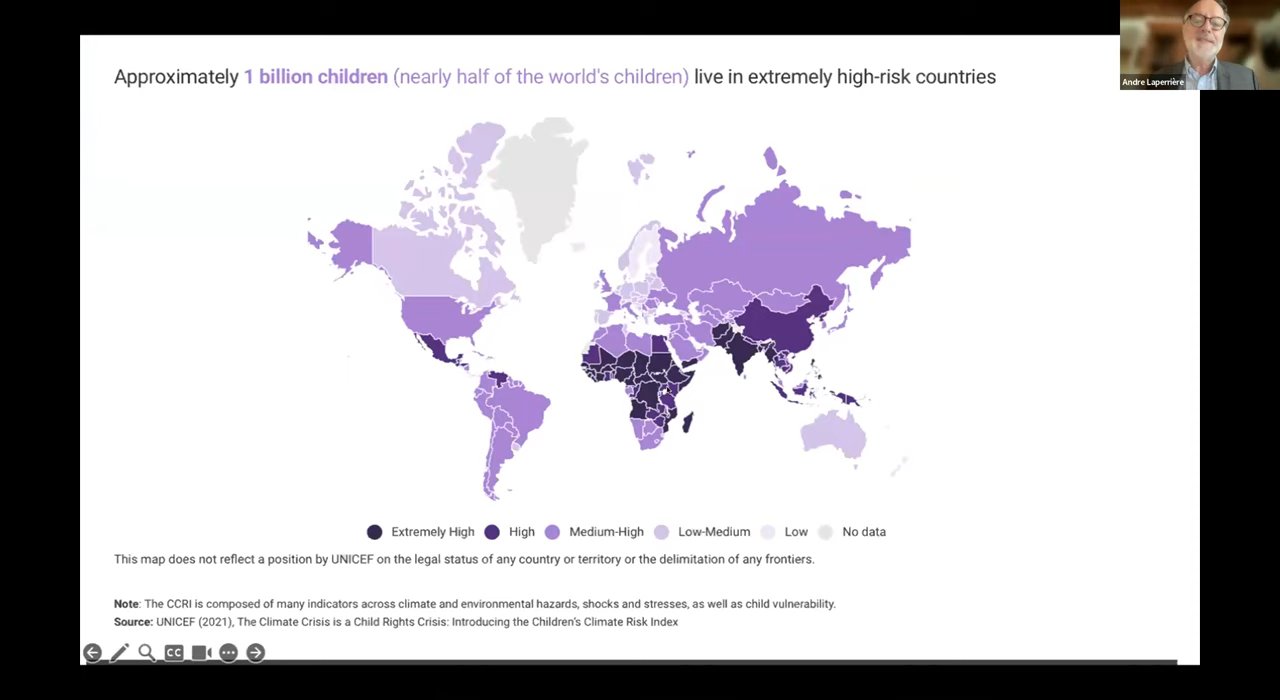 Andre Laperrière
Approximately 1 billion children (nearly half of the world's children) live in extremely high-risk countries
Extremely High High Medium-High Low-Medium Low No data
This map does not reflect a position by UNICEF on the legal status of any country or territory or the delimitation of any frontiers.
Note: The CCRI is composed of many indicators across climate and environmental hazards, shocks and stresses, as well as child vulnerability.
Source: UNICEF (2021), The Climate Crisis is a Child Rights Crisis: Introducing the Children's Climate Risk Index
CC